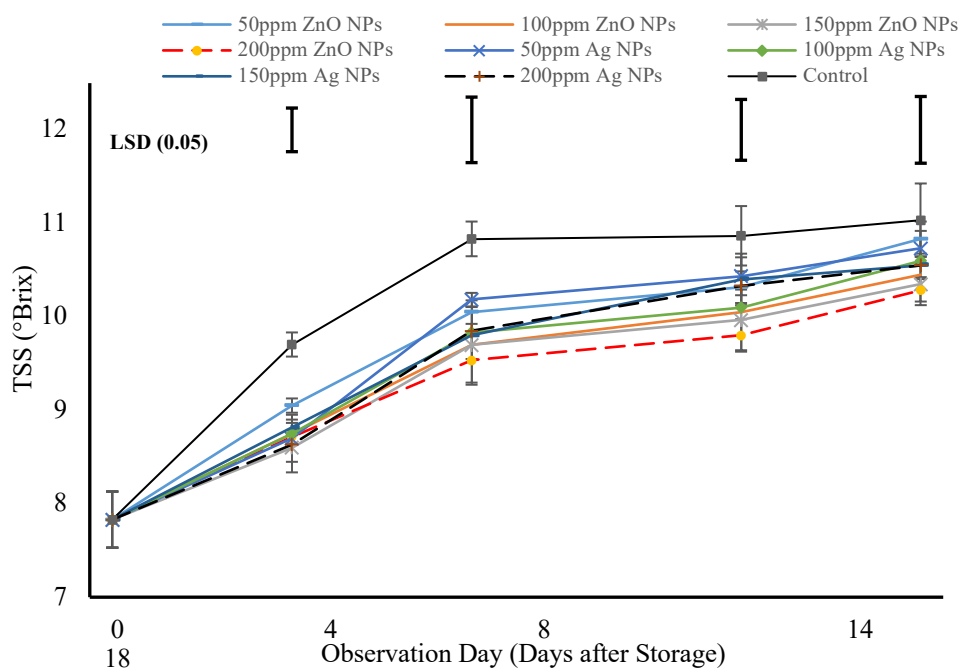 50ppm ZnO NPs 100ppm ZnO NPs 150ppm ZnO NPs
200ppm ZnO NPs 50ppm Ag NPs 100ppm Ag NPs
150ppm Ag NPs 200ppm Ag NPs Control
12
LSD (0.05)
11
10
9
8
7
TSS (°Brix)
0 4 8 14
18 Observation Day (Days after Storage)